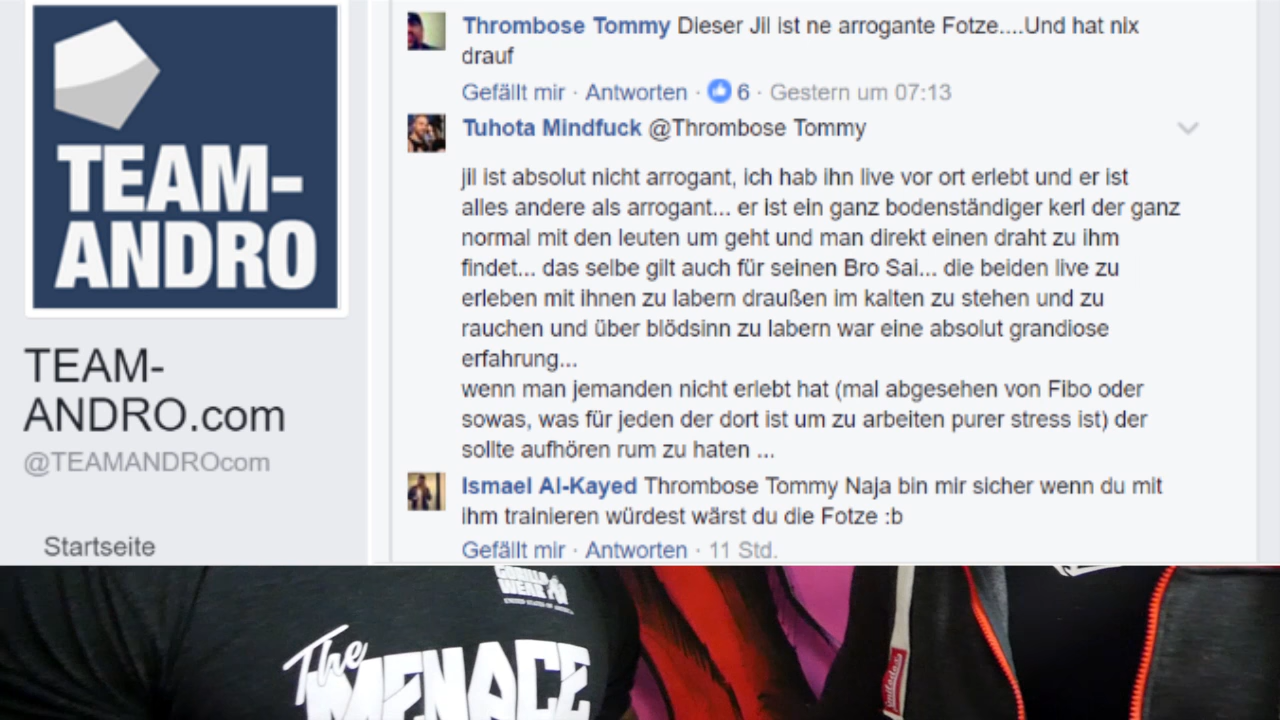 TEAM-
ANDRO
TEAM-
ANDRO.com
@TEAMANDROcom
Startseite
Thrombose Tommy Dieser Jil ist ne arrogante Fotze....Und hat nix
drauf
Gefällt mir · Antworten · 6 · Gestern um 07:13
Tuhota Mindfuck @Thrombose Tommy
jil ist absolut nicht arrogant, ich hab ihn live vor ort erlebt und er ist
alles andere als arrogant... er ist ein ganz bodenständiger kerl der ganz
normal mit den leuten um geht und man direkt einen draht zu ihm
findet... das selbe gilt auch für seinen Bro Sai... die beiden live zu
erleben mit ihnen zu labern draußen im kalten zu stehen und zu
rauchen und über blödsinn zu labern war eine absolut grandiose
erfahrung...
wenn man jemanden nicht erlebt hat (mal abgesehen von Fibo oder
sowas, was für jeden der dort ist um zu arbeiten purer stress ist) der
sollte aufhören rum zu haten ...
Ismael Al-Kayed Thrombose Tommy Naja bin mir sicher wenn du mit
ihm trainieren würdest wärst du die Fotze :b
Gefällt mir · Antworten · 11 Std.
GORILLA
WEAR
The
MENACE